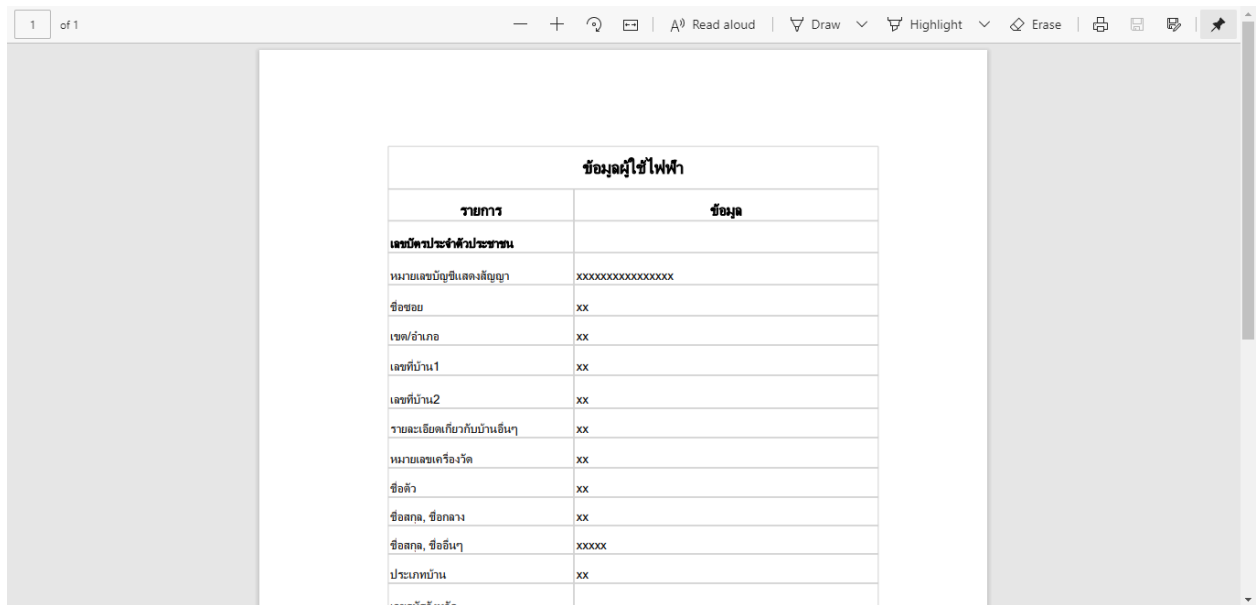 1 of 1 Read aloud Draw Highlight Erase
ข้อมูลผู้ใช้ไฟฟ้า
รายการ ข้อมูล
เลขบัตรประจำตัวประชาชน
หมายเลขบัญชีแสดงสัญญา xxxxxxxxxxxxxxxx
ชื่อซอย xx
เขต/อำเภอ xx
เลขที่บ้าน1 xx
เลขที่บ้าน2 xx
รายละเอียดเกี่ยวกับบ้านอื่นๆ xx
หมายเลขเครื่องวัด xx
ชื่อตัว xx
ชื่อสกุล, ชื่อกลาง xx
ชื่อสกุล, ชื่ออื่นๆ xxxxx
ประเภทบ้าน xx